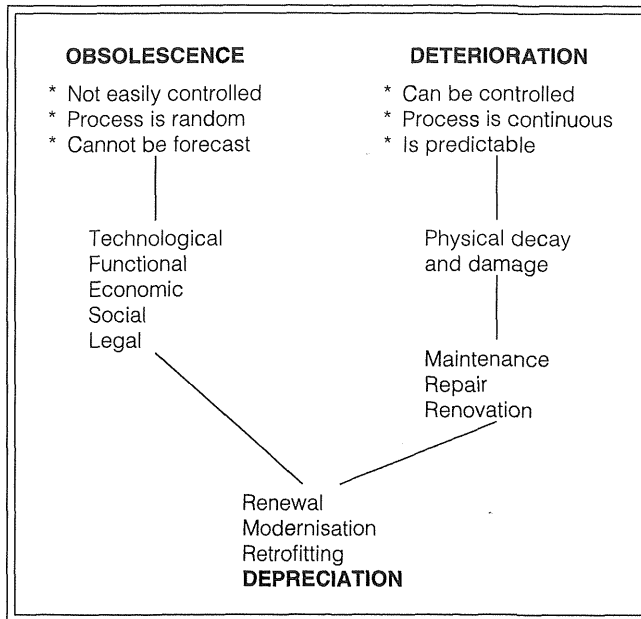 OBSOLESCENCE
* Not easily controlled
* Process is random
* Cannot be forecast
Technological
Functional
Economic
Social
Legal
DETERIORATION
* Can be controlled
* Process is continuous
* Is predictable
Physical decay
and damage
Maintenance
Repair
Renovation
Renewal
Modernisation
Retrofitting
DEPRECIATION